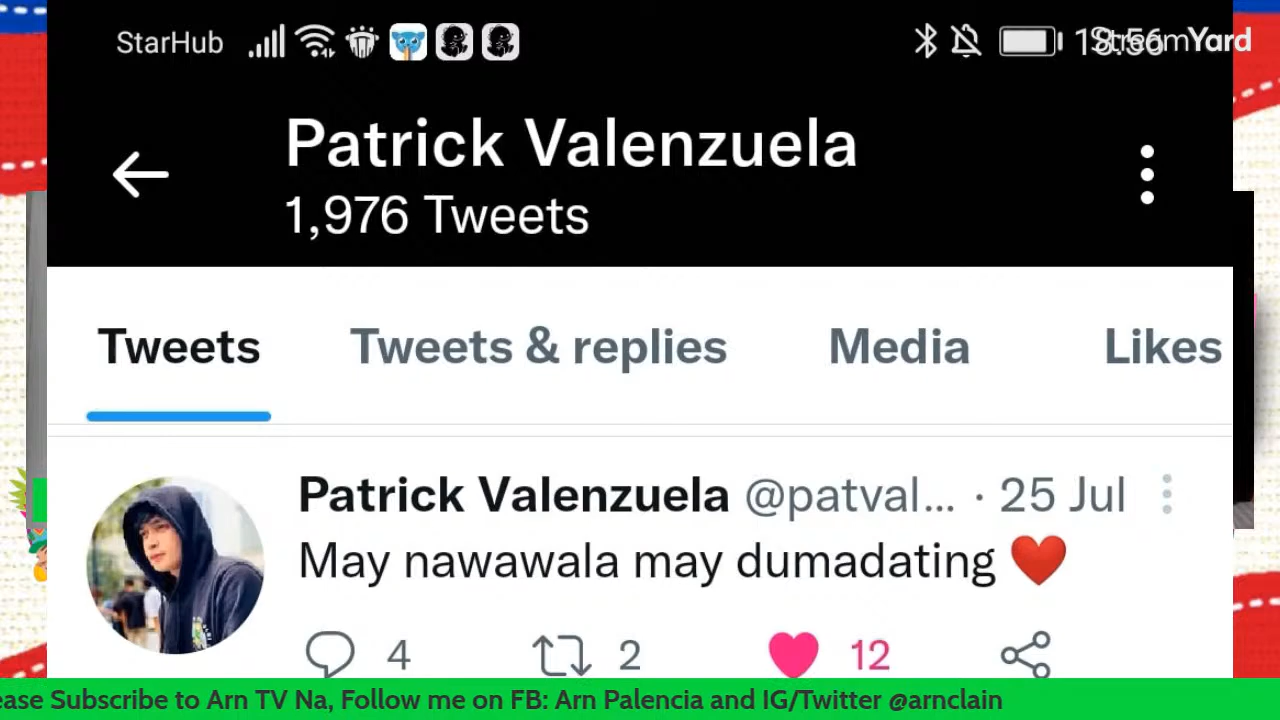 StarHub
StreamYard
Patrick Valenzuela
1,976 Tweets
Tweets
Tweets & replies
Media
Likes
Patrick Valenzuela @patval... · 25 Jul
May nawawala may dumadating ❤️
4
2
12
ease Subscribe to Arn TV Na, Follow me on FB: Arn Palencia and IG/Twitter @arnclain